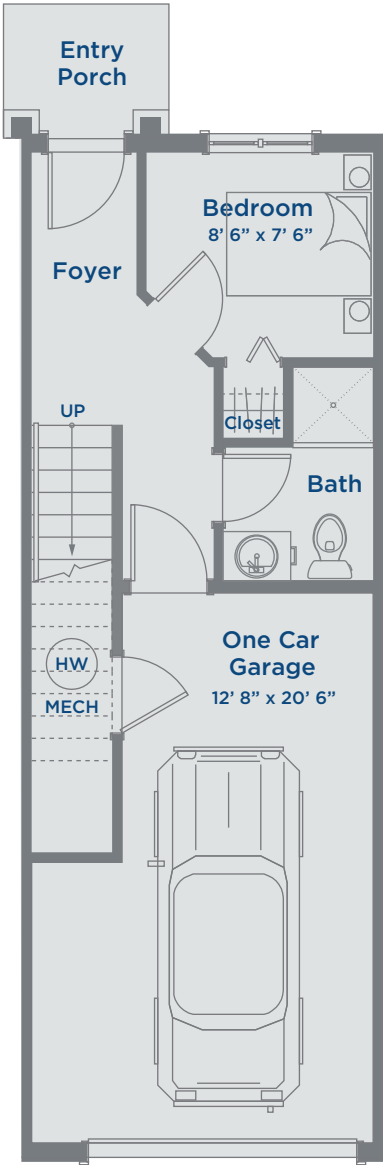 Entry
Porch
Bedroom
8’ 6” x 7’ 6”
Foyer
UP
Closet
Bath
One Car
Garage
12’ 8” x 20’ 6”
HW
MECH